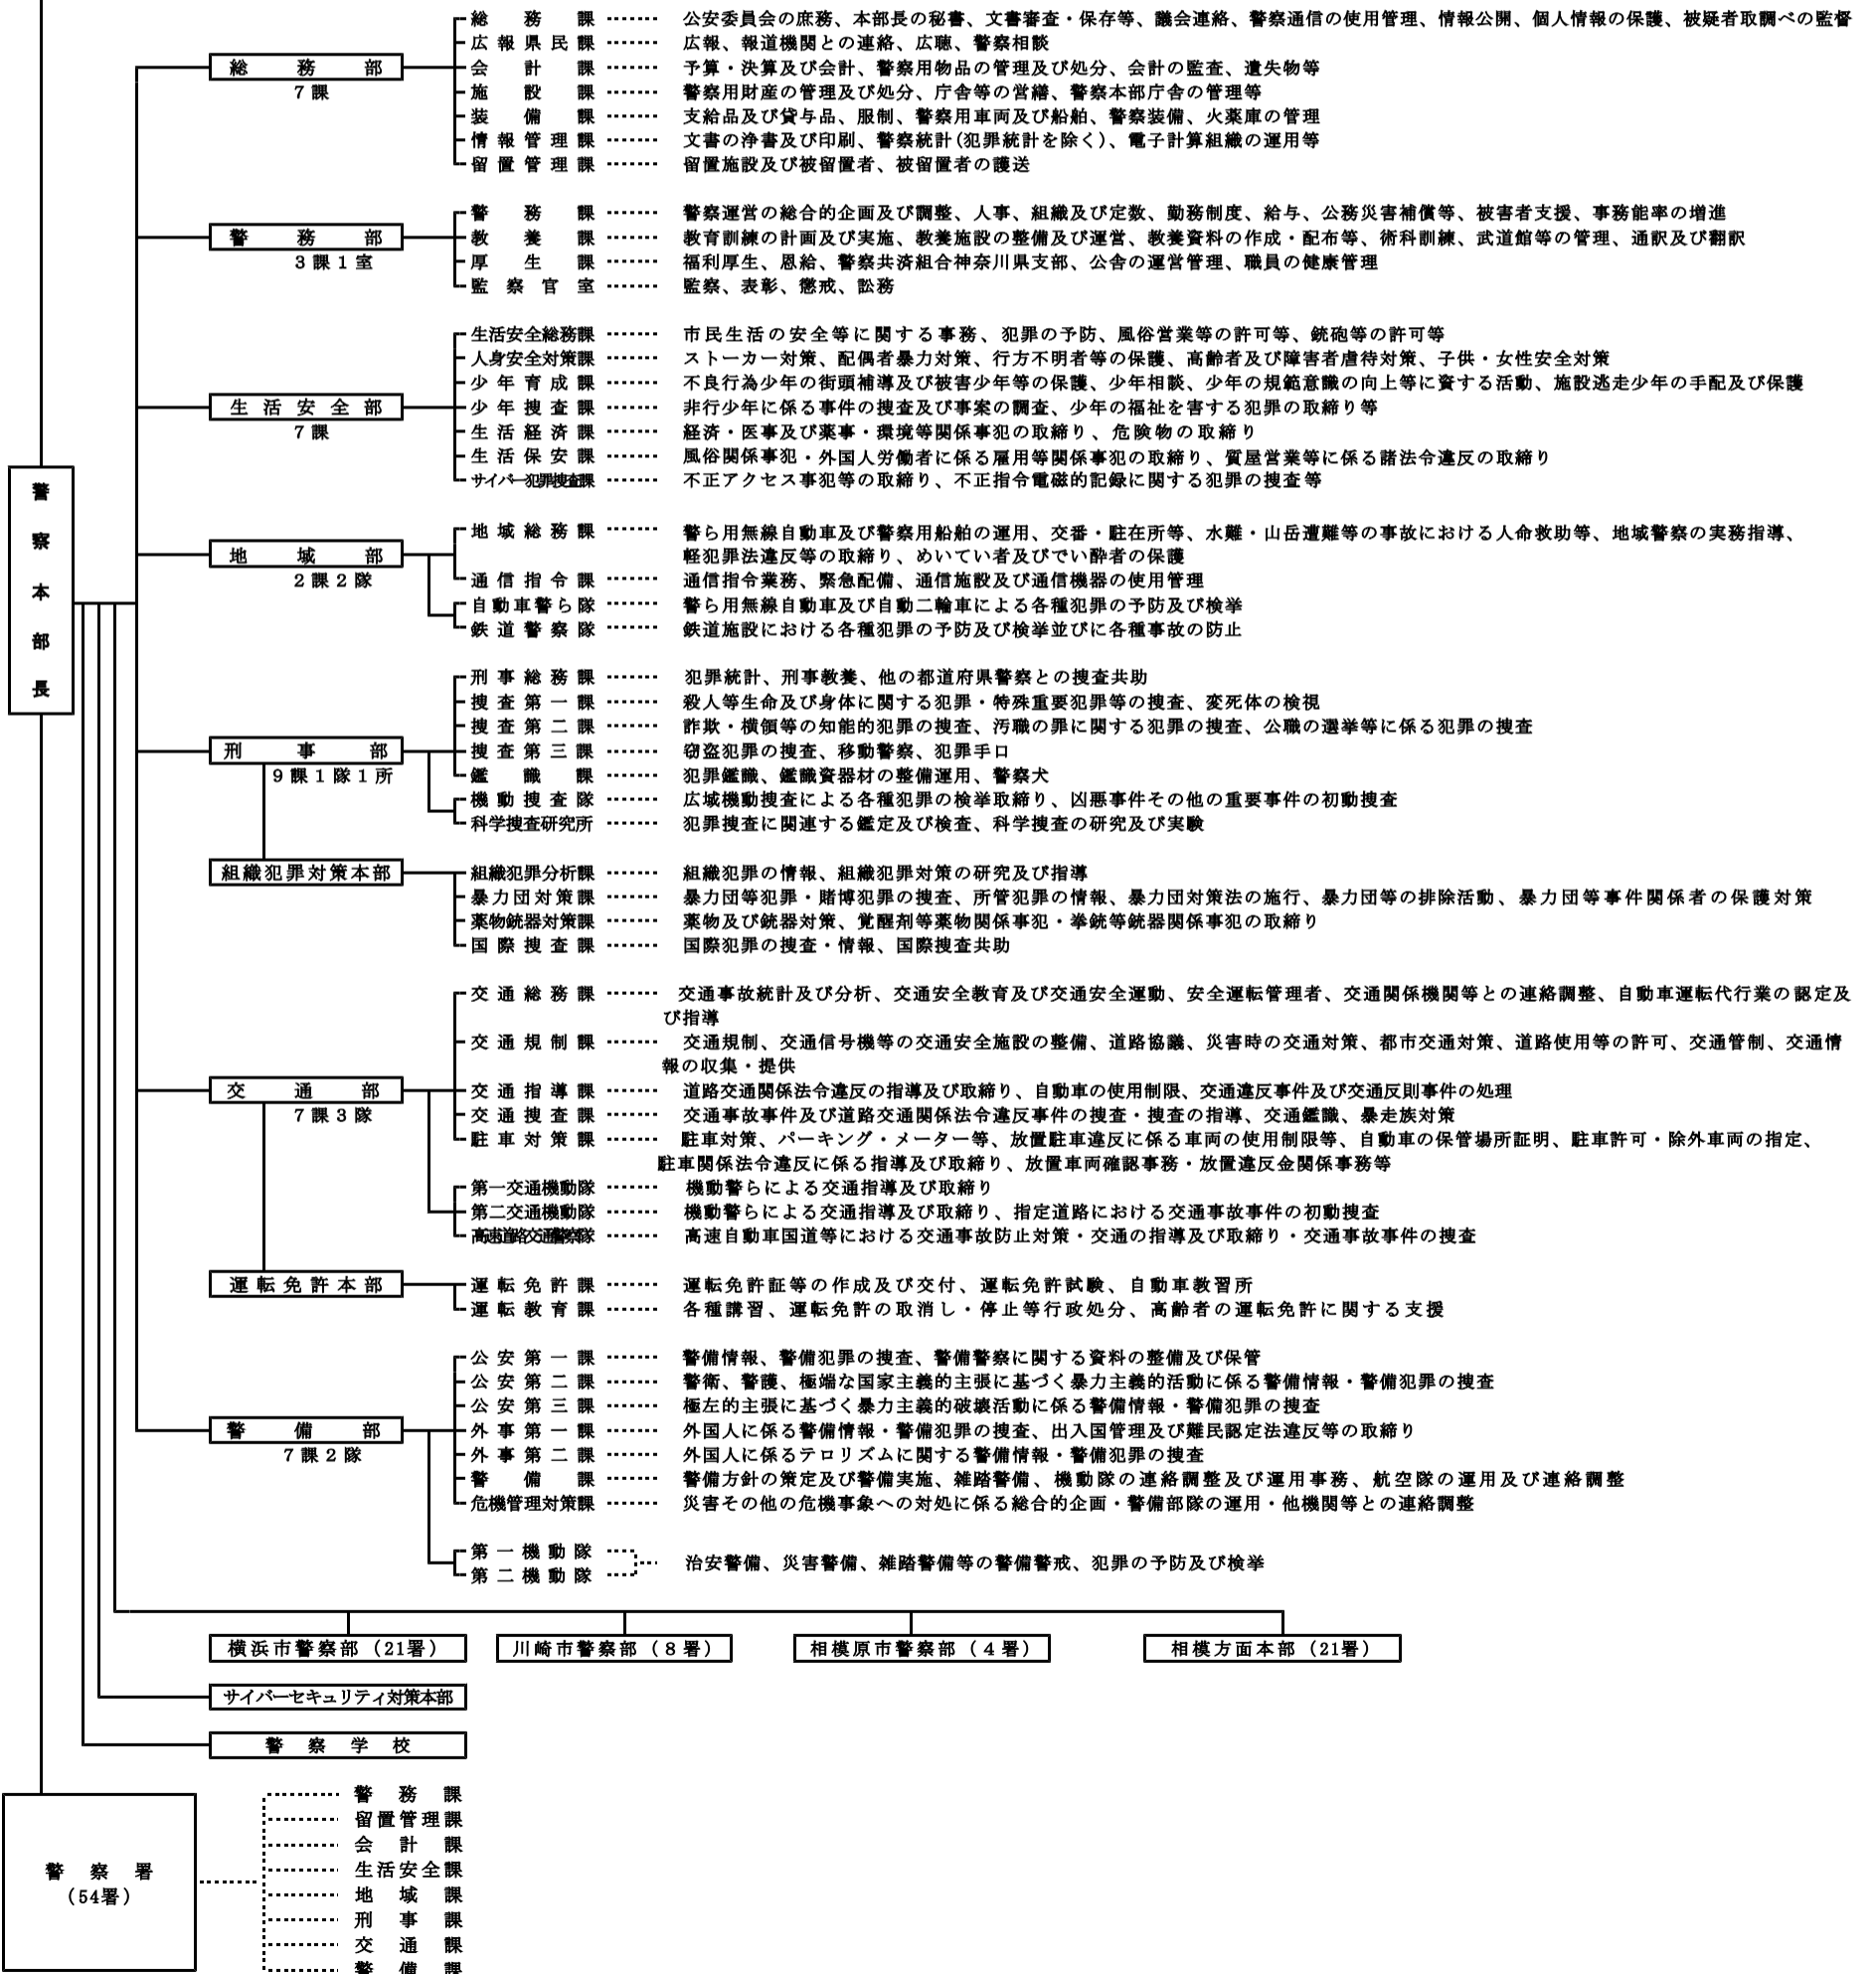 警察本部長
総務部
7課
総務課 公安委員会の庶務、本部長の秘書、文書審査・保存等、議会連絡、警察通信の使用管理、情報公開、個人情報の保護、被疑者取調べの監督
広報県民課 広報、報道機関との連絡、広聴、警察相談
会計課 予算・決算及び会計、警察用物品の管理及び処分、会計の監査、遺失物等
施設課 警察用財産の管理及び処分、庁舎等の営繕、警察本部庁舎の管理等
装備課 支給品及び貸与品、服制、警察用車両及び船舶、警察装備、火薬庫の管理
情報管理課 文書の浄書及び印刷、警察統計(犯罪統計を除く)、電子計算組織の運用等
留置管理課 留置施設及び被留置者、被留置者の護送
警務部
3課1室
警務課 警察運営の総合的企画及び調整、人事、組織及び定数、勤務制度、給与、公務災害補償等、被害者支援、事務能率の増進
教養課 教育訓練の計画及び実施、教養施設の整備及び運営、教養資料の作成・配布等、術科訓練、武道館等の管理、通訳及び翻訳
厚生課 福利厚生、恩給、警察共済組合神奈川県支部、公舎の運営管理、職員の健康管理
監察官室 監察、表彰、懲戒、訟務
生活安全部
7課
生活安全総務課 市民生活の安全等に関する事務、犯罪の予防、風俗営業等の許可等、銃砲等の許可等
人身安全対策課 ストーカー対策、配偶者暴力対策、行方不明者等の保護、高齢者及び障害者虐待対策、子供・女性安全対策
少年育成課 不良行為少年の街頭補導及び被害少年等の保護、少年相談、少年の規範意識の向上等に資する活動、施設逃走少年の手配及び保護
少年捜査課 非行少年に係る事件の捜査及び事案の調査、少年の福祉を害する犯罪の取締り等
生活経済課 経済・医事及び薬事・環境等関係事犯の取締り、危険物の取締り
生活保安課 風俗関係事犯・外国人労働者に係る雇用等関係事犯の取締り、質屋営業等に係る諸法令違反の取締り
サイバー犯罪捜査課 不正アクセス事犯等の取締り、不正指令電磁的記録に関する犯罪の捜査等
地域部
2課2隊
地域総務課 警ら用無線自動車及び警察用船舶の運用、交番・駐在所等、水難・山岳遭難等の事故における人命救助等、地域警察の実務指導、
軽犯罪法違反等の取締り、めいてい者及びでい酔者の保護
通信指令課 通信指令業務、緊急配備、通信施設及び通信機器の使用管理
自動車警ら隊 警ら用無線自動車及び自動二輪車による各種犯罪の予防及び検挙
鉄道警察隊 鉄道施設における各種犯罪の予防及び検挙並びに各種事故の防止
刑事部
9課1隊1所
刑事総務課 犯罪統計、刑事教養、他の都道府県警察との捜査共助
捜査第一課 殺人等生命及び身体に関する犯罪・特殊重要犯罪等の捜査、変死体の検視
捜査第二課 詐欺・横領等の知能的犯罪の捜査、汚職の罪に関する犯罪の捜査、公職の選挙等に係る犯罪の捜査
捜査第三課 窃盗犯罪の捜査、移動警察、犯罪手口
鑑識課 犯罪鑑識、鑑識資器材の整備運用、警察犬
機動捜査隊 広域機動捜査による各種犯罪の検挙取締り、凶悪事件その他の重要事件の初動捜査
科学捜査研究所 犯罪捜査に関連する鑑定及び検査、科学捜査の研究及び実験
組織犯罪対策本部
組織犯罪分析課 組織犯罪の情報、組織犯罪対策の研究及び指導
暴力団対策課 暴力団等犯罪・賭博犯罪の捜査、所管犯罪の情報、暴力団対策法の施行、暴力団等の排除活動、暴力団等事件関係者の保護対策
薬物銃器対策課 薬物及び銃器対策、覚醒剤等薬物関係事犯・拳銃等銃器関係事犯の取締り
国際捜査課 国際犯罪の捜査・情報、国際捜査共助
交通部
7課3隊
交通総務課 交通事故統計及び分析、交通安全教育及び交通安全運動、安全運転管理者、交通関係機関等との連絡調整、自動車運転代行業の認定及
び指導
交通規制課 交通規制、交通信号機等の交通安全施設の整備、道路協議、災害時の交通対策、都市交通対策、道路使用等の許可、交通管制、交通情
報の収集・提供
交通指導課 道路交通関係法令違反の指導及び取締り、自動車の使用制限、交通違反事件及び交通反則事件の処理
交通捜査課 交通事故事件及び道路交通関係法令違反事件の捜査・捜査の指導、交通鑑識、暴走族対策
駐車対策課 駐車対策、パーキング・メーター等、放置駐車違反に係る車両の使用制限等、自動車の保管場所証明、駐車許可・除外車両の指定、
駐車関係法令違反に係る指導及び取締り、放置車両確認事務・放置違反金関係事務等
第一交通機動隊 機動警らによる交通指導及び取締り
第二交通機動隊 機動警らによる交通指導及び取締り、指定道路における交通事故事件の初動捜査
高速道路交通警察隊 高速自動車国道等における交通事故防止対策・交通の指導及び取締り・交通事故事件の捜査
運転免許本部
運転免許課 運転免許証等の作成及び交付、運転免許試験、自動車教習所
運転教育課 各種講習、運転免許の取消し・停止等行政処分、高齢者の運転免許に関する支援
警備部
7課2隊
公安第一課 警備情報、警備犯罪の捜査、警備警察に関する資料の整備及び保管
公安第二課 警衛、警護、極端な国家主義的主張に基づく暴力主義的活動に係る警備情報・警備犯罪の捜査
公安第三課 極左的主張に基づく暴力主義的破壊活動に係る警備情報・警備犯罪の捜査
外事第一課 外国人に係る警備情報・警備犯罪の捜査、出入国管理及び難民認定法違反等の取締り
外事第二課 外国人に係るテロリズムに関する警備情報・警備犯罪の捜査
警備課 警備方針の策定及び警備実施、雑踏警備、機動隊の連絡調整及び運用事務、航空隊の運用及び連絡調整
危機管理対策課 災害その他の危機事象への対処に係る総合的企画・警備部隊の運用・他機関等との連絡調整
第一機動隊
第二機動隊
治安警備、災害警備、雑踏警備等の警備警戒、犯罪の予防及び検挙
横浜市警察部(21署) 川崎市警察部(8署) 相模原市警察部(4署) 相模方面本部(21署)
サイバーセキュリティ対策本部
警察学校
警察署
(54署)
警務課
留置管理課
会計課
生活安全課
地域課
刑事課
交通課
警備課